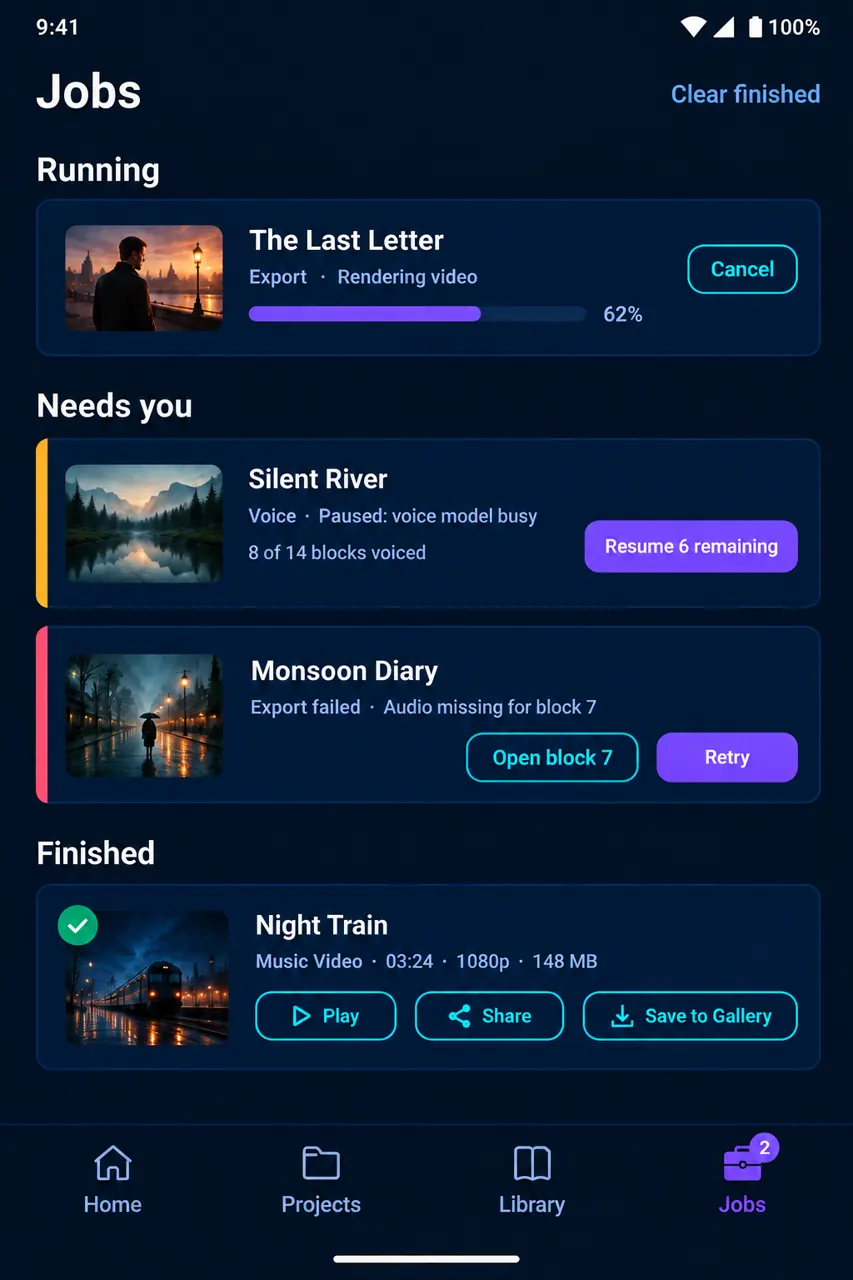 9:41
100%
Jobs
Clear finished
Running
The Last Letter
Export · Rendering video
Cancel
62%
Needs you
Silent River
Voice · Paused: voice model busy
8 of 14 blocks voiced
Resume 6 remaining
Monsoon Diary
Export failed · Audio missing for block 7
Open block 7
Retry
Finished
Night Train
Music Video · 03:24 · 1080p · 148 MB
Play
Share
Save to Gallery
2
Home
Projects
Library
Jobs